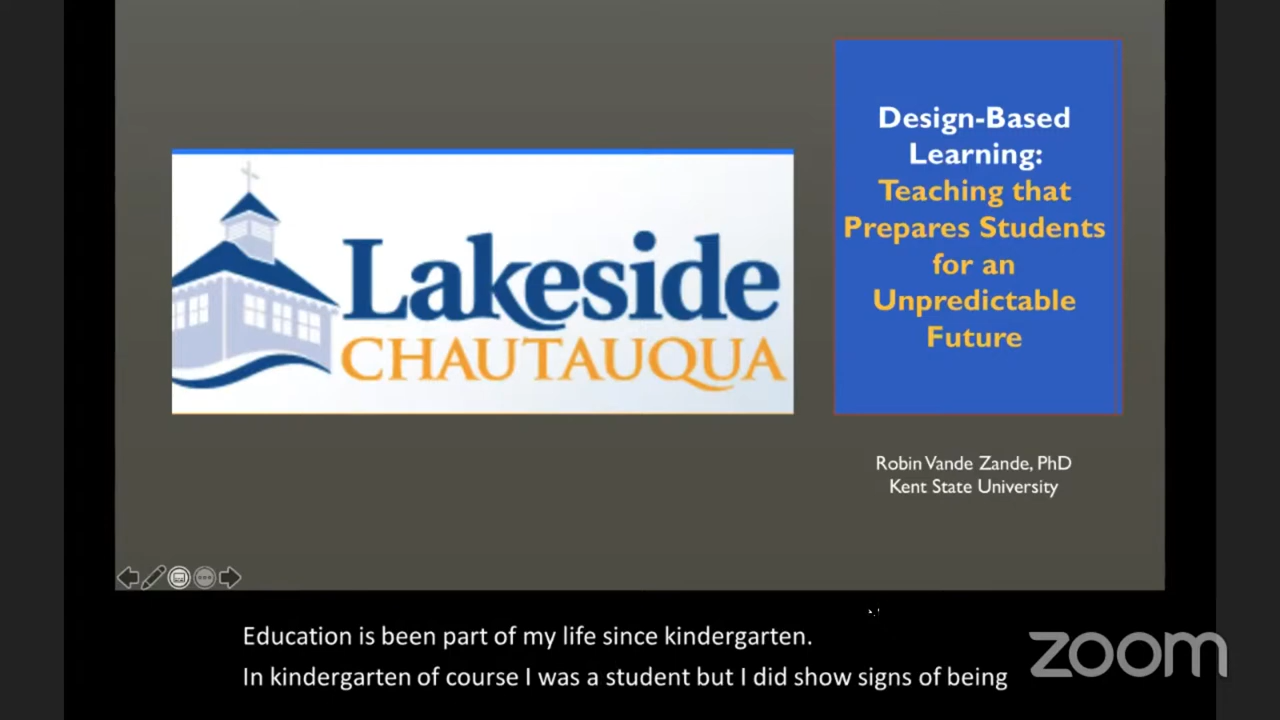 Lakeside
CHAUTAUQUA
Design-Based
Learning:
Teaching that
Prepares Students
for an
Unpredictable
Future
Robin Vande Zande, PhD
Kent State University
Education is been part of my life since kindergarten.
In kindergarten of course I was a student but I did show signs of being
zoom